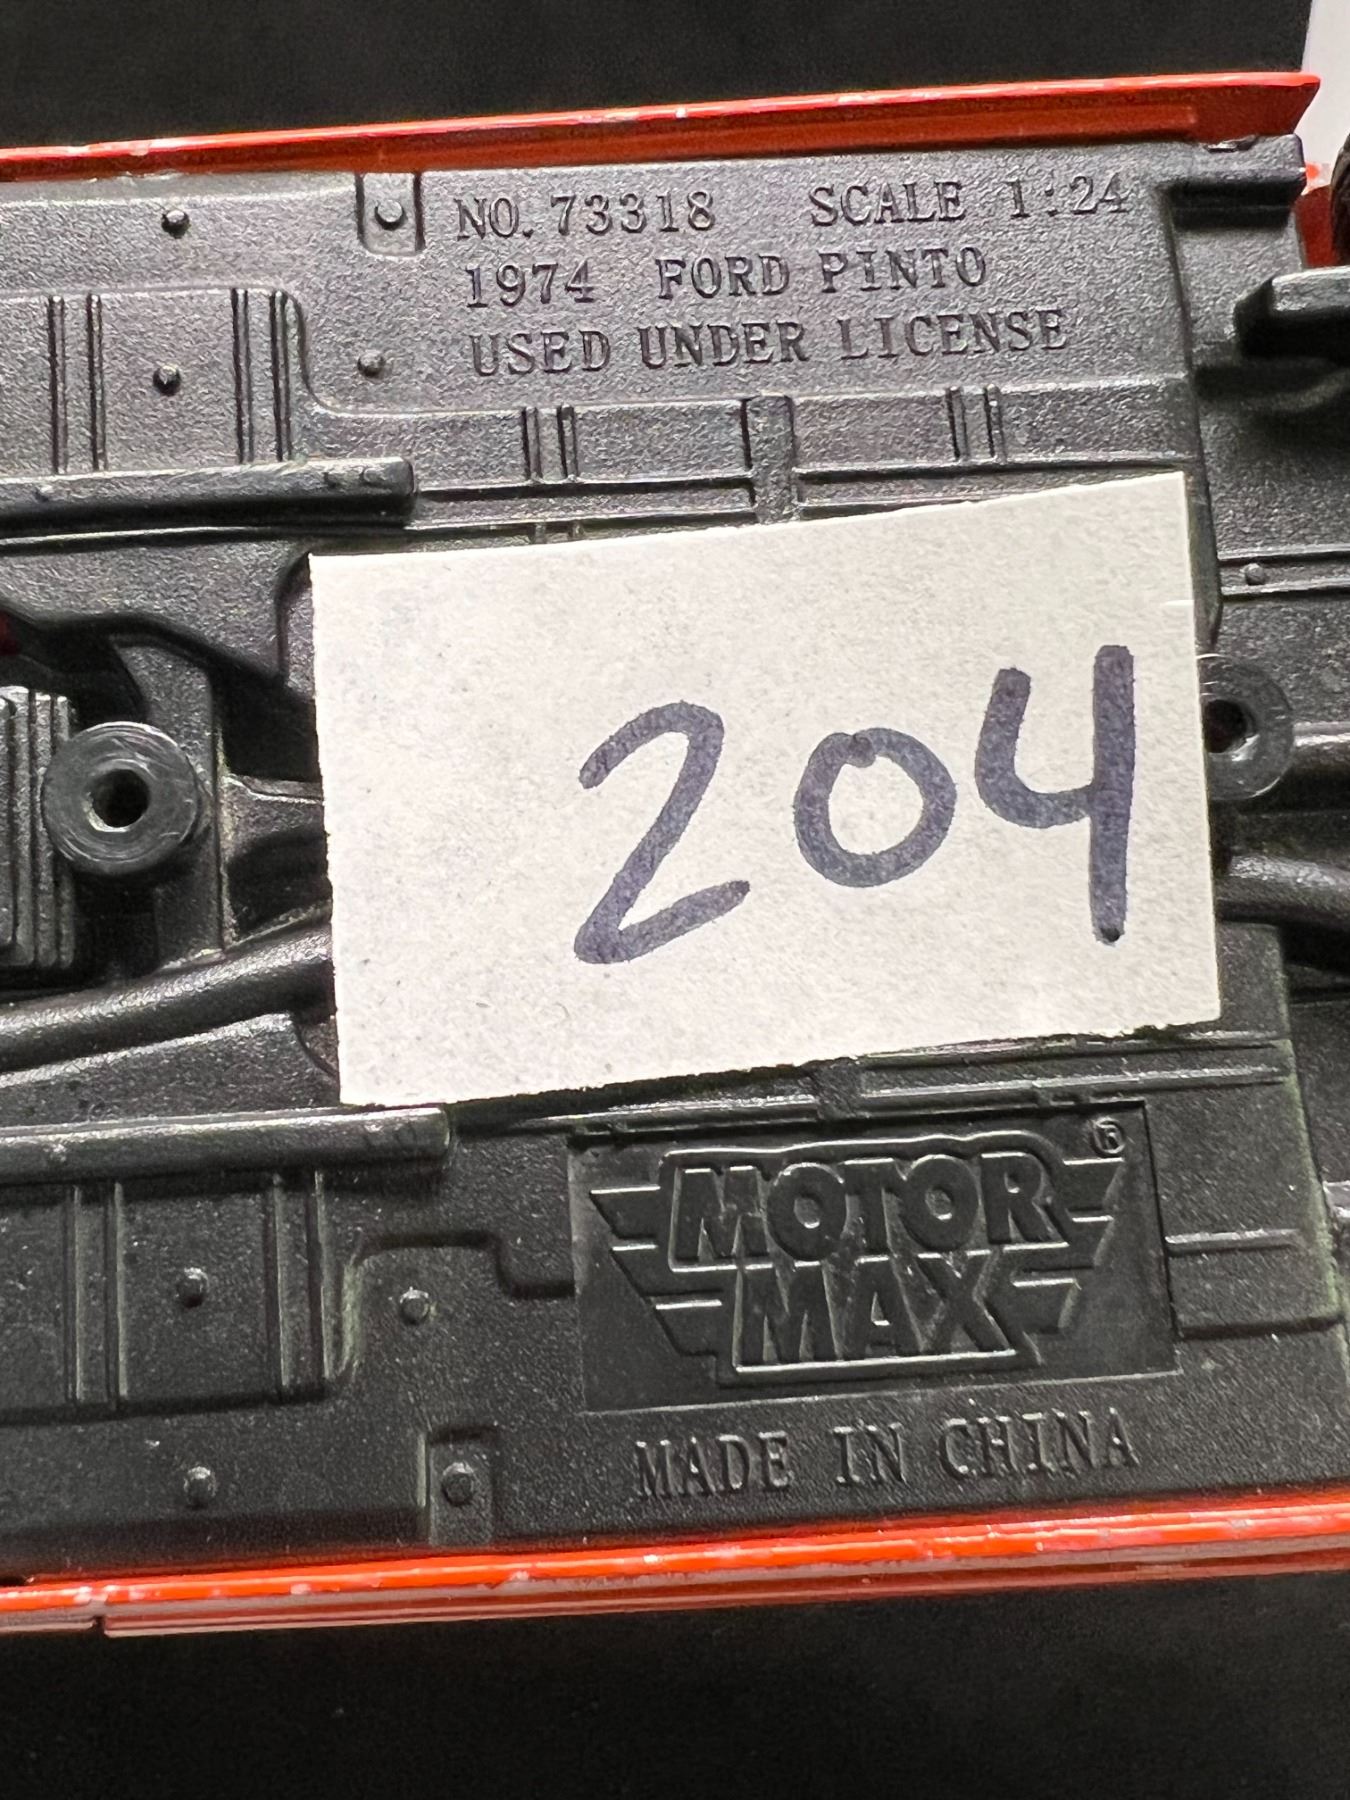 NO. 73318 SCALE 1:24
1974 FORD PINTO
USED UNDER LICENSE
204
MOTOR ®
MAX
MADE IN CHINA